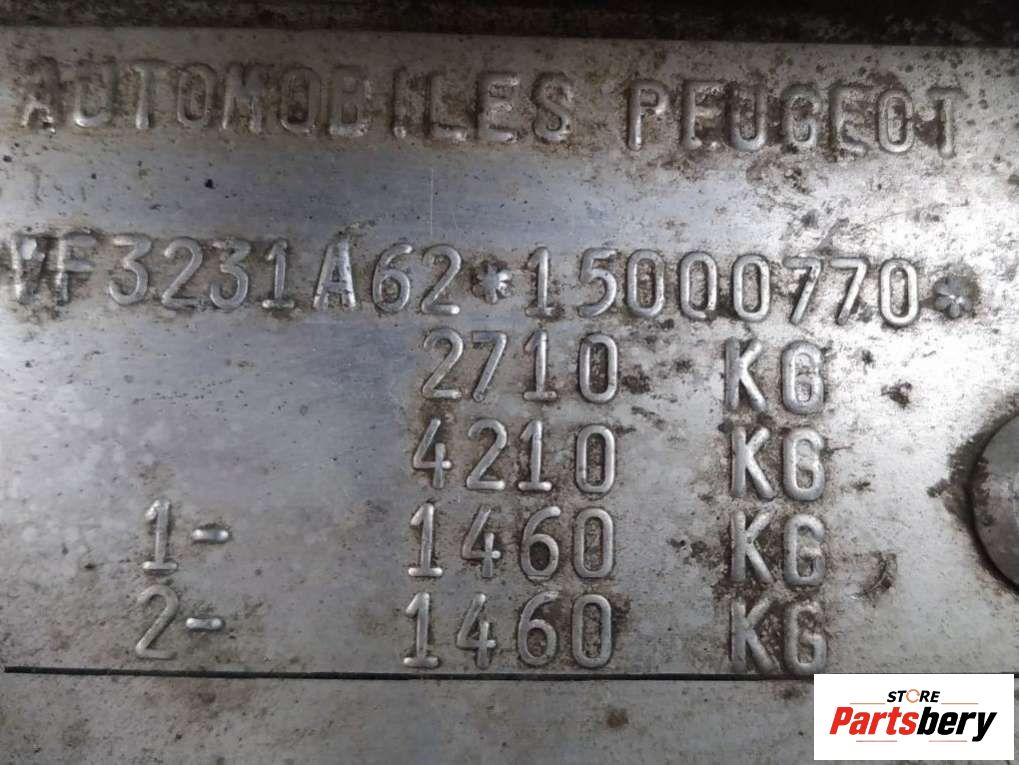 AUTOMOBILES PEUGEOT
VF3231A62*15000770*
2710 KG
4210 KG
1- 1460 KG
2- 1460 KG
STORE
Partsbery